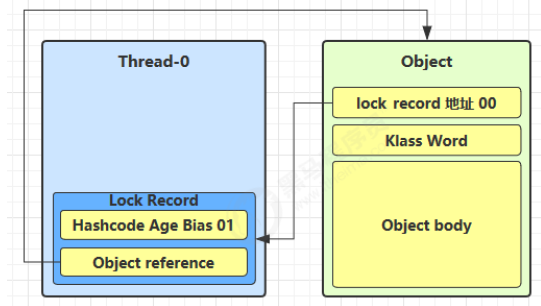 Thread-0
Lock Record
Hashcode Age Bias 01
Object reference
Object
lock record 地址 00
Klass Word
Object body